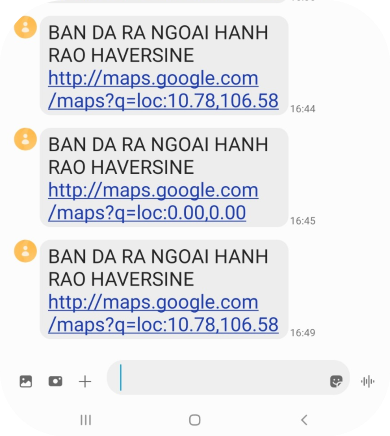 BAN DA RA NGOAI HANH
RAO HAVERSINE
http://maps.google.com
/maps?q=loc:10.78,106.58
16:44
BAN DA RA NGOAI HANH
RAO HAVERSINE
http://maps.google.com
/maps?q=loc:0.00,0.00
16:45
BAN DA RA NGOAI HANH
RAO HAVERSINE
http://maps.google.com
/maps?q=loc:10.78,106.58
16:49